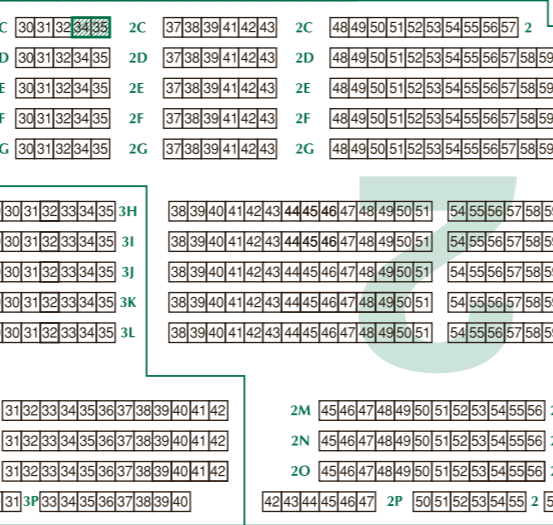 C 30 31 32 34 35 2C 37 38 39 41 42 43 2C 48 49 50 51 52 53 54 55 56 57 2
D 30 31 32 34 35 2D 37 38 39 41 42 43 2D 48 49 50 51 52 53 54 55 56 57 58 59
E 30 31 32 34 35 2E 37 38 39 41 42 43 2E 48 49 50 51 52 53 54 55 56 57 58 59
F 30 31 32 34 35 2F 37 38 39 41 42 43 2F 48 49 50 51 52 53 54 55 56 57 58 59
G 30 31 32 34 35 2G 37 38 39 41 42 43 2G 48 49 50 51 52 53 54 55 56 57 58 59
2
30 31 32 33 34 35 3H 38 39 40 41 42 43 44 45 46 47 48 49 50 51 54 55 56 57 58 59
30 31 32 33 34 35 3I 38 39 40 41 42 43 44 45 46 47 48 49 50 51 54 55 56 57 58 59
30 31 32 33 34 35 3J 38 39 40 41 42 43 44 45 46 47 48 49 50 51 54 55 56 57 58 59
30 31 32 33 34 35 3K 38 39 40 41 42 43 44 45 46 47 48 49 50 51 54 55 56 57 58 59
30 31 32 33 34 35 3L 38 39 40 41 42 43 44 45 46 47 48 49 50 51 54 55 56 57 58 59
31 32 33 34 35 36 37 38 39 40 41 42 2M 45 46 47 48 49 50 51 52 53 54 55 56 2
31 32 33 34 35 36 37 38 39 40 41 42 2N 45 46 47 48 49 50 51 52 53 54 55 56 2
31 32 33 34 35 36 37 38 39 40 41 42 2O 45 46 47 48 49 50 51 52 53 54 55 56 2
31 3P 33 34 35 36 37 38 39 40 42 43 44 45 46 47 2P 50 51 52 53 54 55 2 5